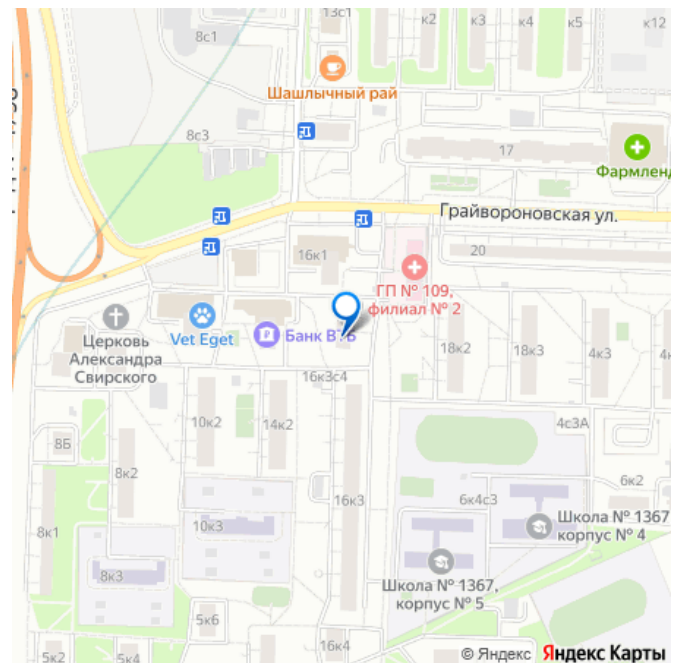 13с1
к2
к3
к4
к5
к12
8с1
Шашлычный рай
8с3
17
Фармленд
Грайвороновская ул.
16к1
20
ГП № 109,
филиал № 2
Церковь
Александра
Свирского
Vet Eget
Банк ВТБ
18к2
18к3
4к3
16к3с4
10к2
14к2
4с3А
8Б
8к2
16к3
6к4с3
6к2
8к1
10к3
Школа № 1367
корпус № 4
8к3
Школа № 1367,
корпус № 5
5к6
16к4
5к2
5к4
© Яндекс Яндекс Карты